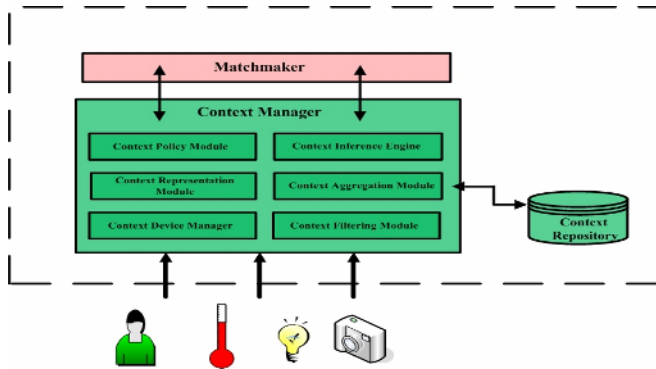 Matchmaker
Context Manager
Context Policy Module
Context Inference Engine
Context Representation
Module
Context Aggregation Module
Context Device Manager
Context Filtering Module
Context
Repository